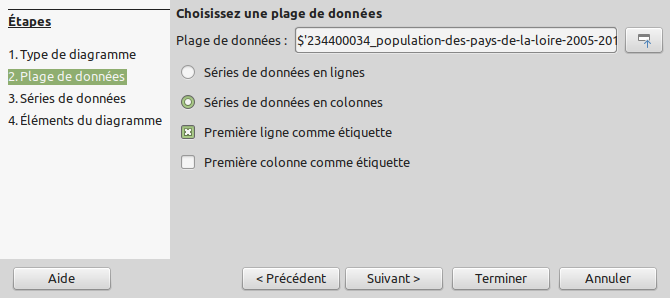 Étapes
1. Type de diagramme
2. Plage de données
3. Séries de données
4. Éléments du diagramme
Choisissez une plage de données
Plage de données : $'234400034_population-des-pays-de-la-loire-2005-201
Séries de données en lignes
Séries de données en colonnes
Première ligne comme étiquette
Première colonne comme étiquette
Aide < Précédent Suivant > Terminer Annuler